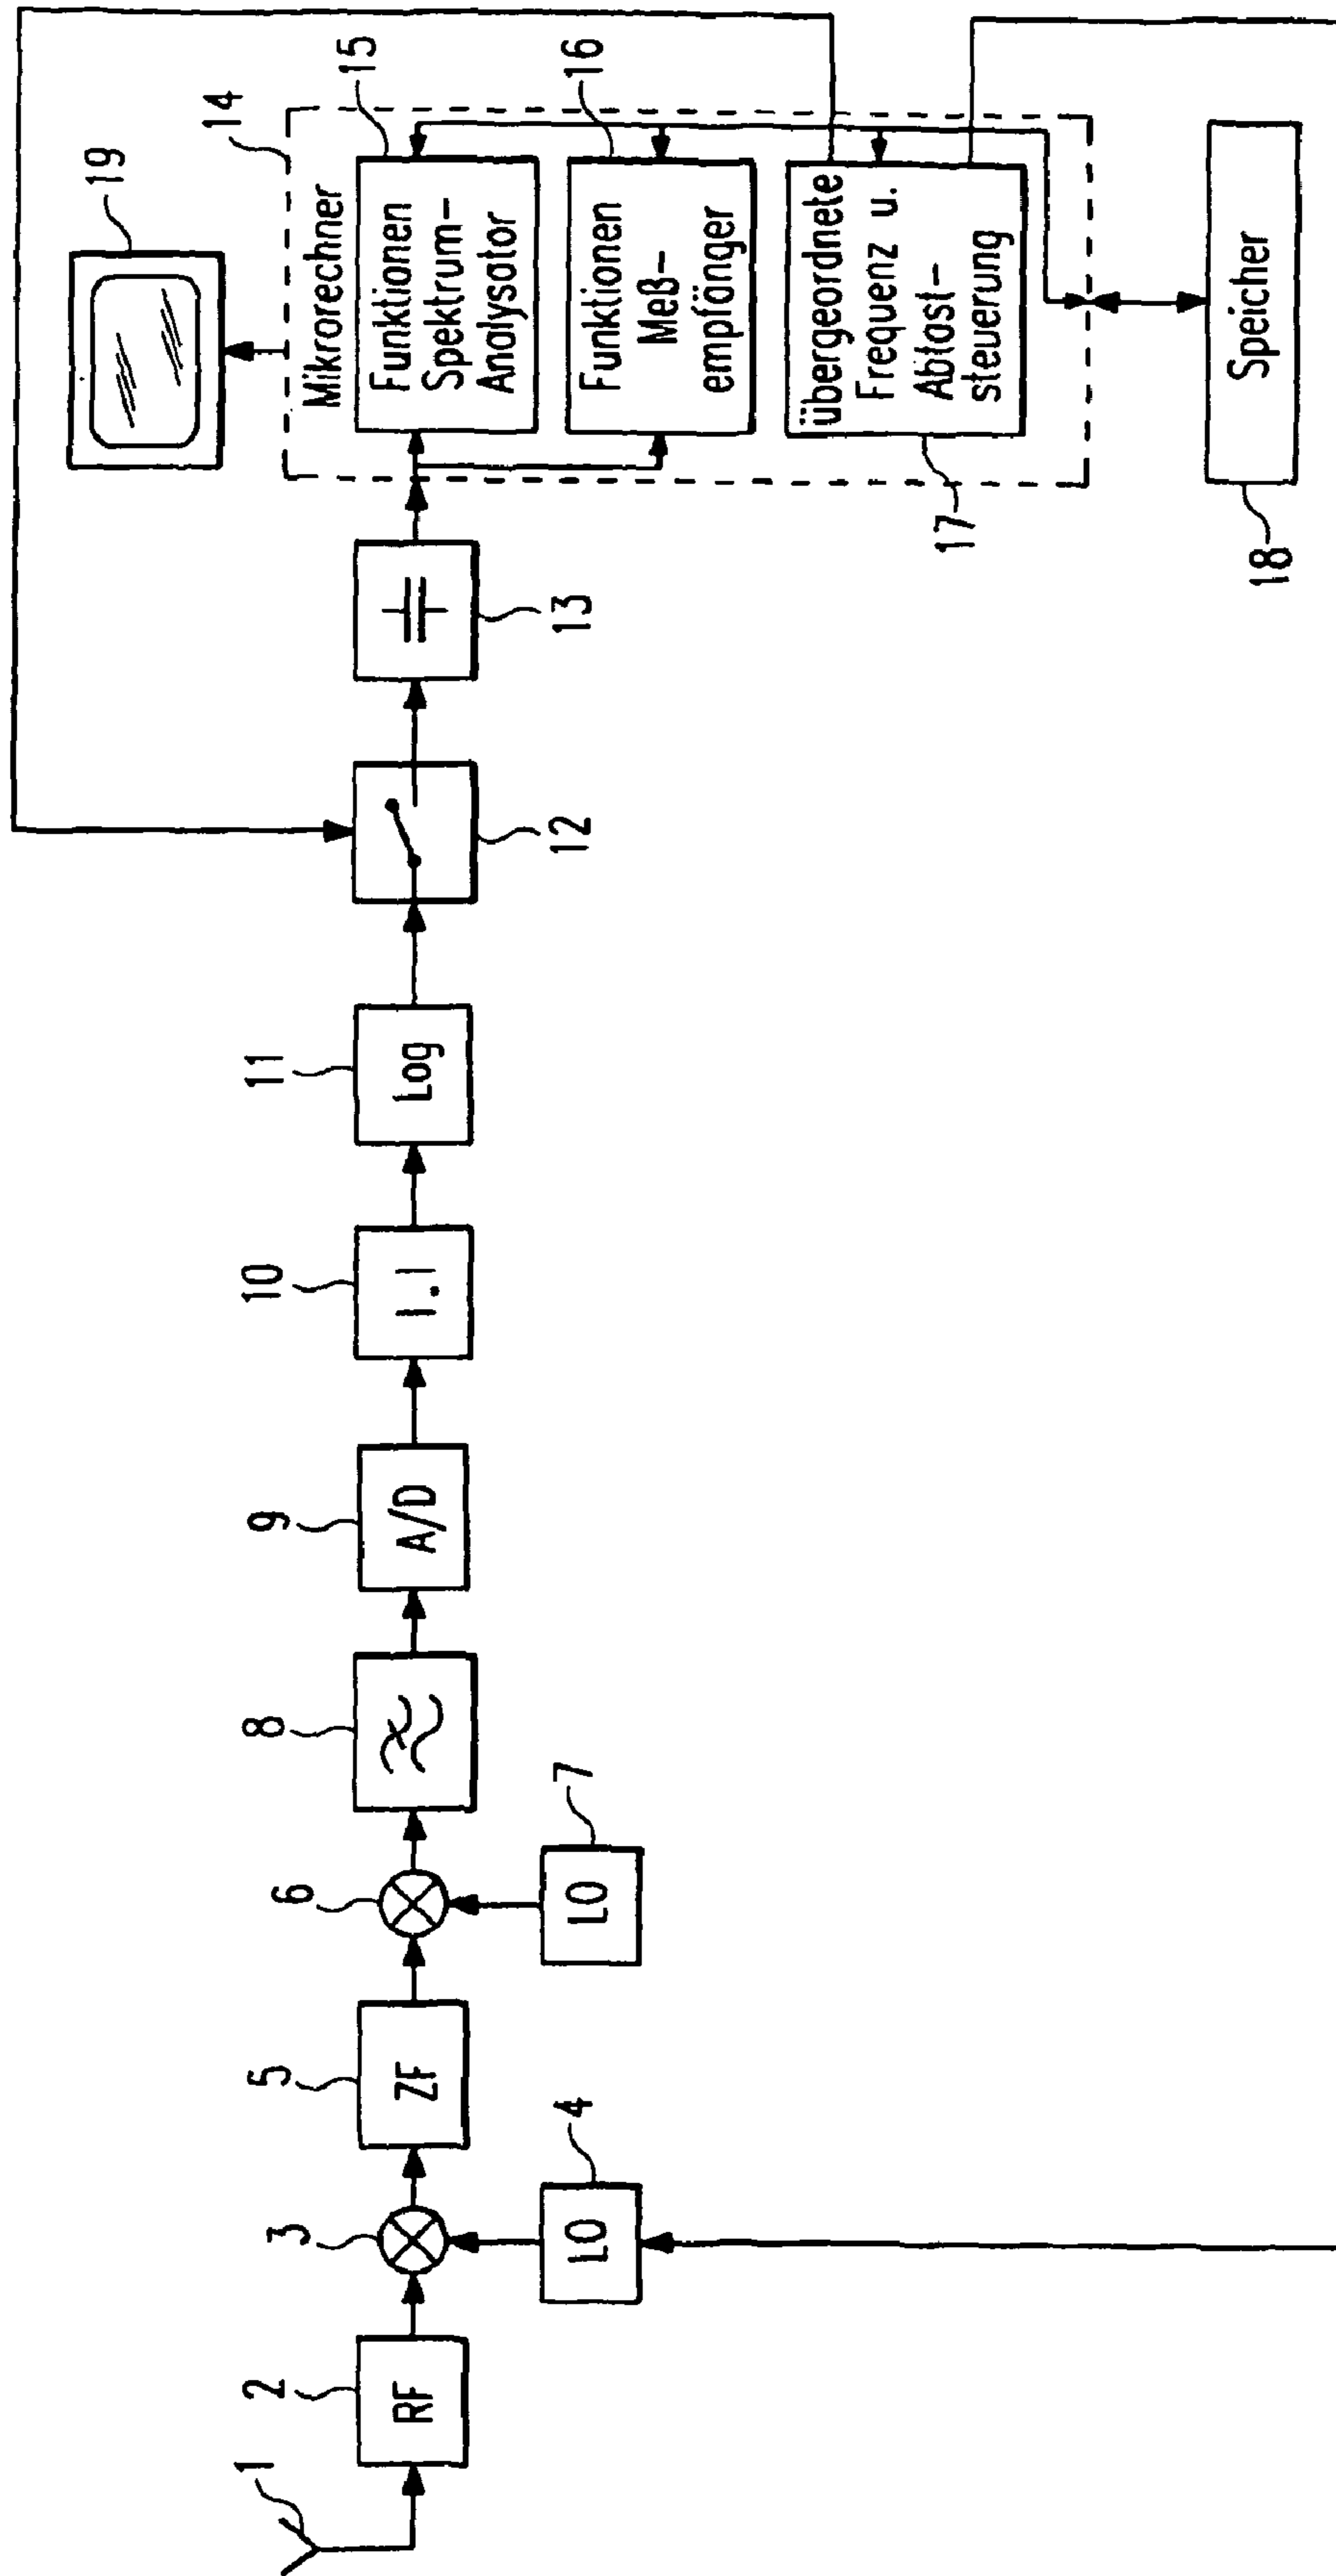 1
2
RF
3
LO
4
5
ZF
6
LO
7
8
9
A/D
10
|.|
11
Log
12
13
14
Mikrorechner
15
Funktionen
Spektrum-
Analysator
16
Funktionen
Meß-
empfänger
17
übergeordnete
Frequenz u.
Abtast-
steuerung
18
Speicher
19